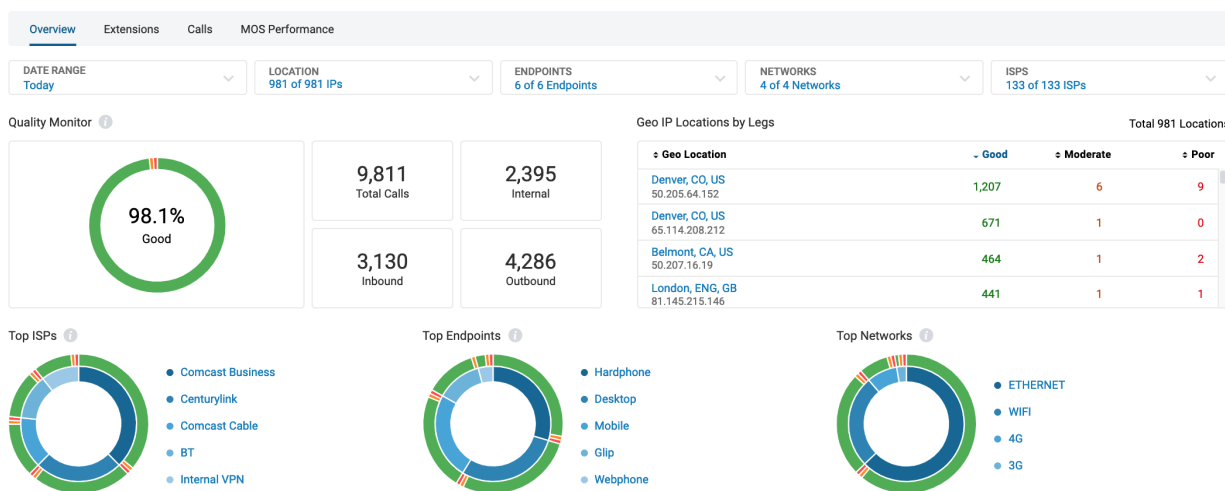 Overview Extensions Calls MOS Performance
DATE RANGE LOCATION ENDPOINTS NETWORKS ISPS
Today 981 of 981 IPs 6 of 6 Endpoints 4 of 4 Networks 133 of 133 ISPs
Quality Monitor
98.1%
Good
9,811
Total Calls
2,395
Internal
3,130
Inbound
4,286
Outbound
Geo IP Locations by Legs Total 981 Locations
Geo Location Good Moderate Poor
Denver, CO, US 1,207 6 9
50.205.64.152
Denver, CO, US 671 1 0
65.114.208.212
Belmont, CA, US 464 1 2
50.207.16.19
London, ENG, GB 441 1 1
81.145.215.146
Top ISPs
Comcast Business
Centurylink
Comcast Cable
BT
Internal VPN
Top Endpoints
Hardphone
Desktop
Mobile
Glip
Webphone
Top Networks
ETHERNET
WIFI
4G
3G